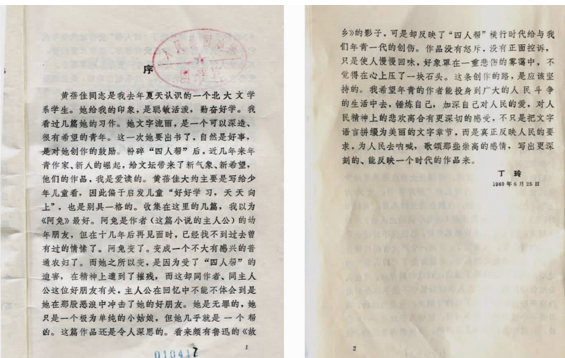 序
黄蓓佳同志是我去年夏天认识的一个北大文学
系学生。她给我的印象，是聪敏活泼，勤奋好学。我
看过几篇她的习作。她文字流丽，是一个可以深造、
很有希望的青年。这一次她要出书了，自然是好事，
是对她创作的鼓励。粉碎“四人帮”后，近几年来年
青作家、新人的崛起，给文坛带来了新气象、新希望，
他们的作品，我是爱读的。黄蓓佳大约主要是写给少
年儿童看，因此偏于启发儿童“好好学习，天天向
上”，也是别具一格的。收集在这里的几篇，我以为
《阿兔》最好。阿兔是作者（这篇小说的主人公）的幼
年朋友，但在十几年后再见面时，已经找不到过去曾
有过的情愫了。阿兔变了。变成一个不大有感兴的普
通农妇了。而她之所以变，是因为受了“四人帮”的
迫害，在精神上遭到了摧残，而这却同作者、同主人
公这位好朋友有关，主人公在回忆中不能不体会到是
她在那股恶浪中冲击了她的好朋友。她是无罪的，她
只是一个极为单纯的小姑娘，但她几乎就是一个帮
凶。这篇作品还是令人深思的。看来颇有鲁迅的《故
010417
1
乡》的影子，可是却反映了“四人帮”横行时代给与我
们年青一代的创伤。作品没有怒斥，没有正面控诉，
只是使人慢慢回味，好象罩在一重悲伤的雾霭中，不
觉得在心上压了一块石头。这条创作的路，是应该坚
持的。我希望年青的作者能投身到广大的人民斗争
的生活中去，锤炼自己，加深自己对人民的爱，对人
民精神上的悲欢离合有更深切的感受，不只是把文字
语言拼缀为美丽的文字章节，而是真正反映人民的要
求，为人民去呐喊，歌颂那些崇高的感情，写出更深
刻的、能反映一个时代的作品来。
丁玲
1980年6月25日
2